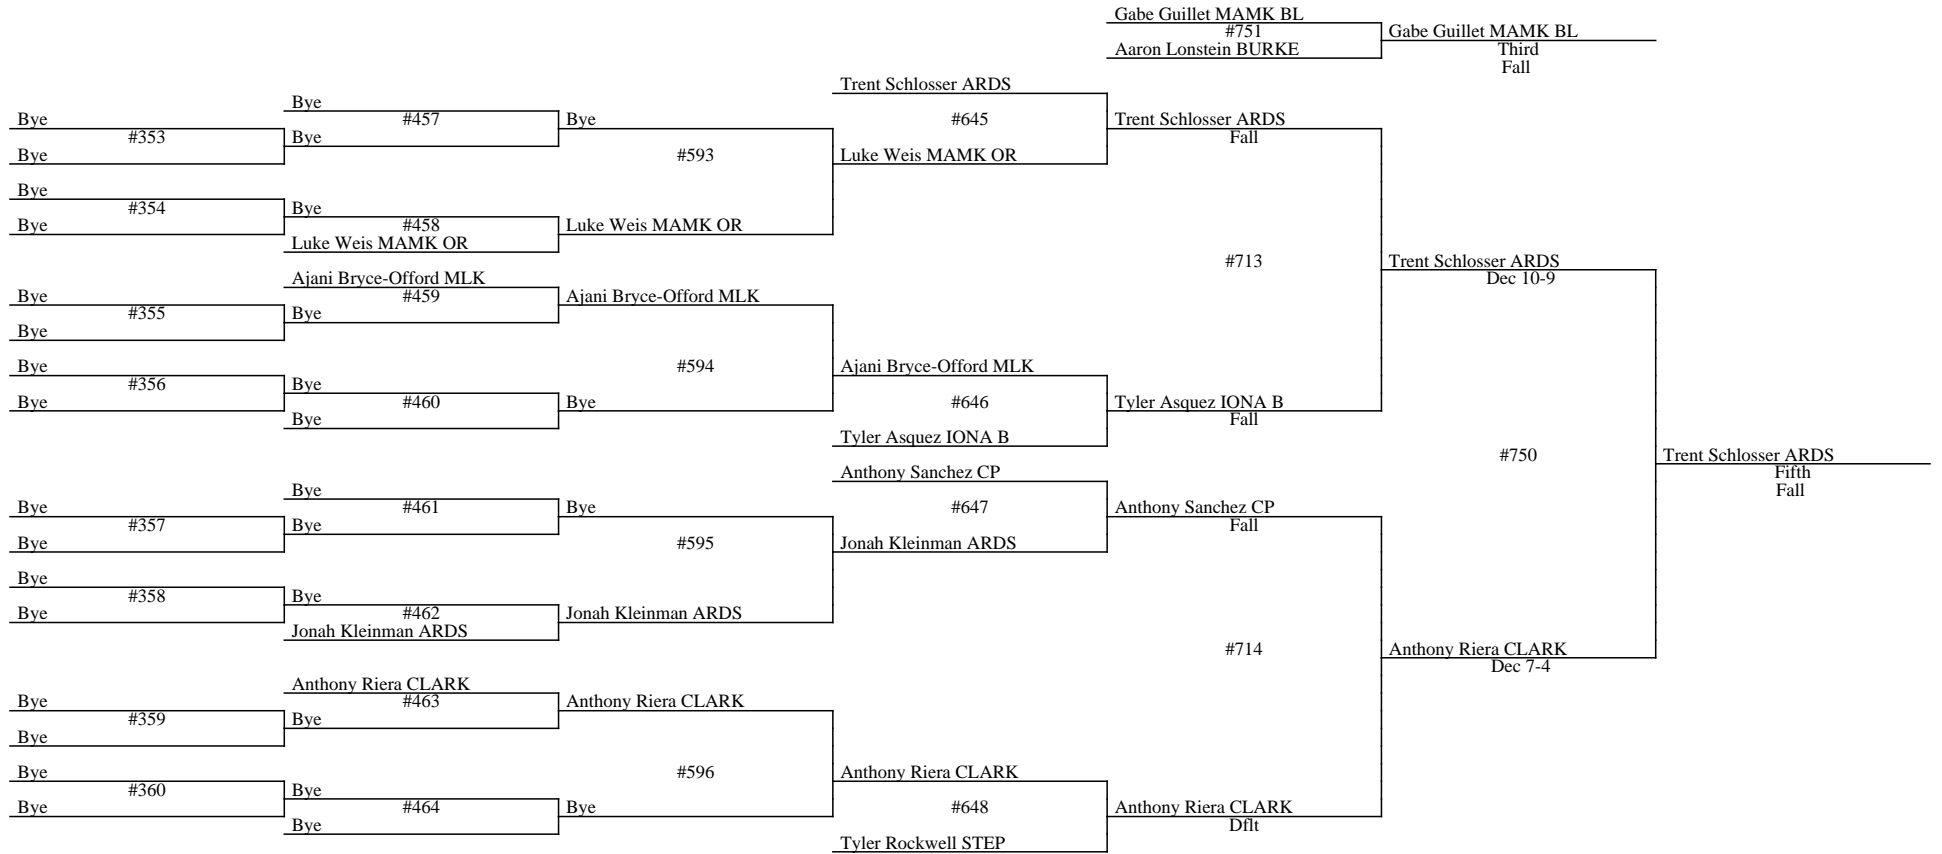 Gabe Guillet MAMK BL
#751
Aaron Lonstein BURKE
Gabe Guillet MAMK BL
Third
Fall
Bye
#353
Bye
Bye
#354
Bye
Bye
#355
Bye
Bye
#356
Bye
Bye
#357
Bye
Bye
#358
Bye
Bye
#359
Bye
Bye
#360
Bye
Bye
#457
Bye
Bye
#458
Luke Weis MAMK OR
Ajani Bryce-Offord MLK
#459
Bye
Bye
#460
Bye
Bye
#461
Bye
Bye
#462
Jonah Kleinman ARDS
Anthony Riera CLARK
#463
Bye
Bye
#464
Bye
Bye
#593
Luke Weis MAMK OR
Ajani Bryce-Offord MLK
#594
Bye
Bye
#595
Jonah Kleinman ARDS
Anthony Riera CLARK
#596
Bye
Trent Schlosser ARDS
#645
Luke Weis MAMK OR
Ajani Bryce-Offord MLK
#646
Tyler Asquez IONA B
Anthony Sanchez CP
#647
Jonah Kleinman ARDS
Anthony Riera CLARK
#648
Tyler Rockwell STEP
Trent Schlosser ARDS
Fall
#713
Tyler Asquez IONA B
Fall
Anthony Sanchez CP
Fall
#714
Anthony Riera CLARK
Dflt
Trent Schlosser ARDS
Dec 10-9
#750
Anthony Riera CLARK
Dec 7-4
Trent Schlosser ARDS
Fifth
Fall